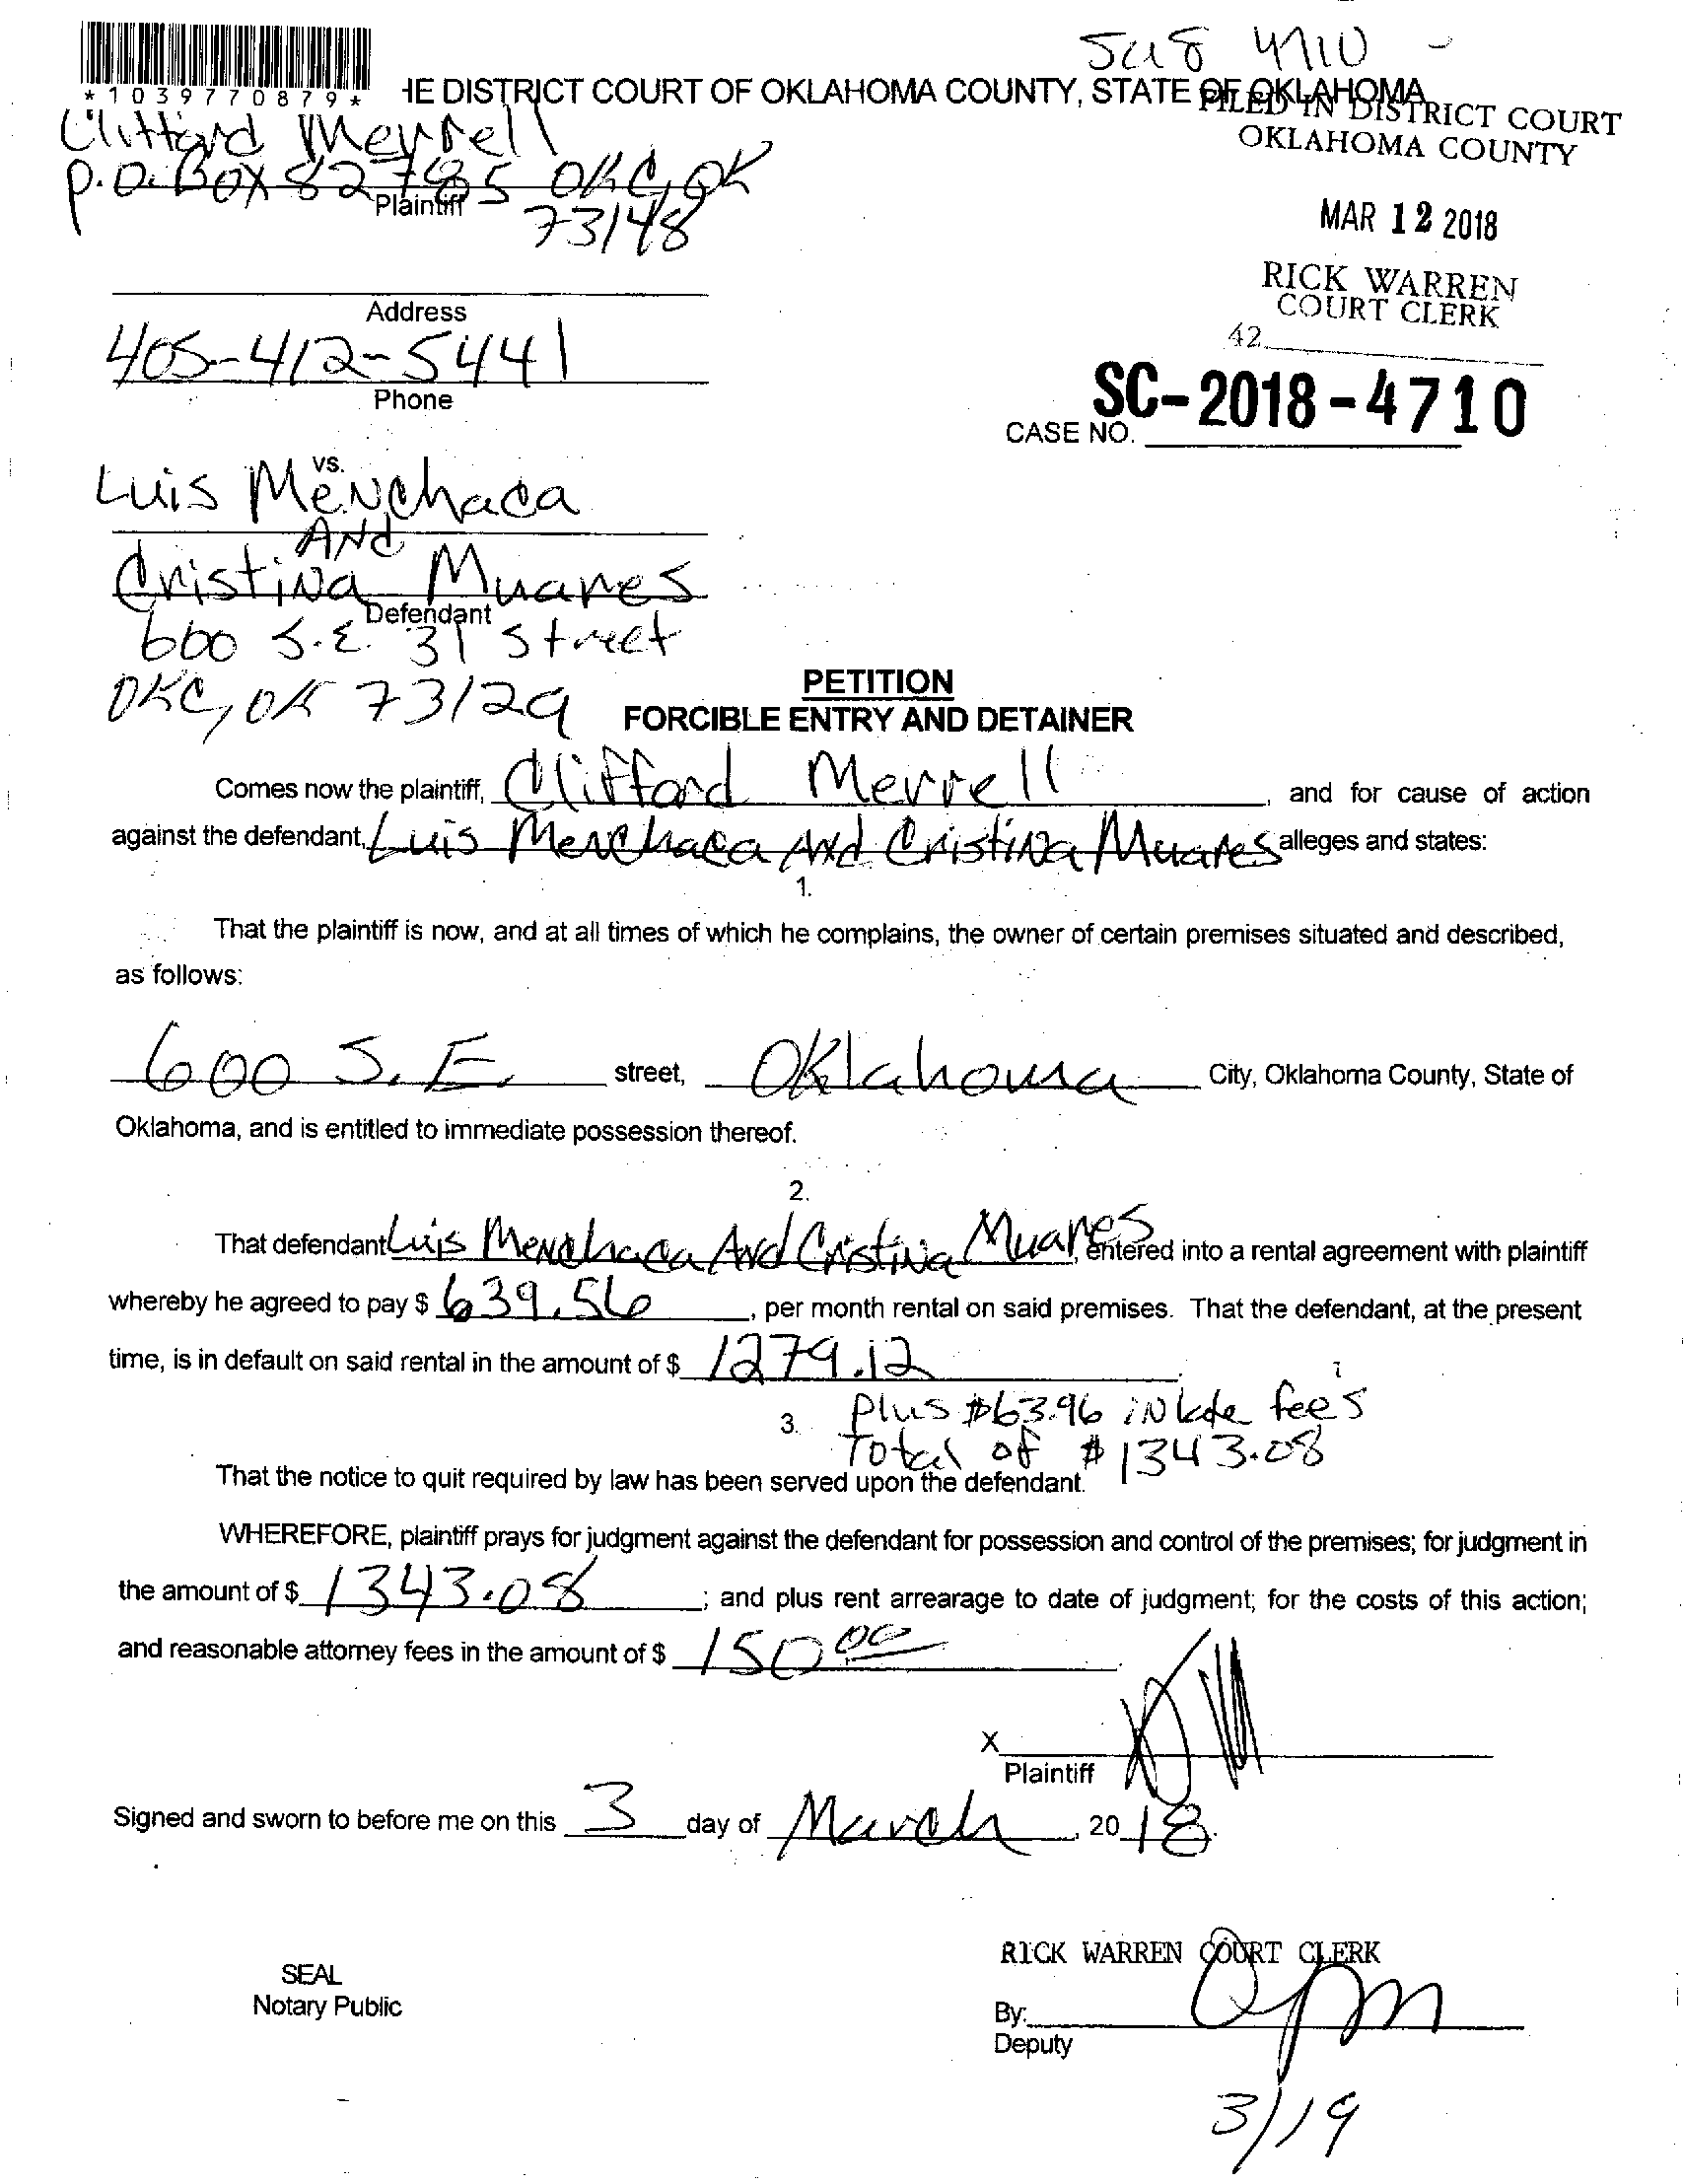 SC18 4710 -
*1039770879*
HE DISTRICT COURT OF OKLAHOMA COUNTY, STATE OF OKLAHOMA
FILED IN DISTRICT COURT
OKLAHOMA COUNTY
MAR 12 2018
RICK WARREN
COURT CLERK
42
Clifford Merrell
P.O. Box 82785 OKC, OK
Plaintiff
73148
Address
405-412-5441
Phone
CASE NO. SC-2018-4710
vs.
Luis Menchaca
And
Cristina Muares
Defendant
600 S.E. 31 Street
OKC, OK 73129
PETITION
FORCIBLE ENTRY AND DETAINER
Comes now the plaintiff, Clifford Merrell, and for cause of action
against the defendant, Luis Menchaca And Cristina Muares alleges and states:
1.
That the plaintiff is now, and at all times of which he complains, the owner of certain premises situated and described,
as follows:
600 S.E. street, Oklahoma City, Oklahoma County, State of
Oklahoma, and is entitled to immediate possession thereof.
2.
That defendant Luis Menchaca And Cristina Muares, entered into a rental agreement with plaintiff
whereby he agreed to pay $ 639.56, per month rental on said premises. That the defendant, at the present
time, is in default on said rental in the amount of $ 1279.12.
plus $63.96 in late fee's
3.
Total of $1343.08
That the notice to quit required by law has been served upon the defendant.
WHEREFORE, plaintiff prays for judgment against the defendant for possession and control of the premises; for judgment in
the amount of $ 1343.08; and plus rent arrearage to date of judgment; for the costs of this action;
and reasonable attorney fees in the amount of $ 150 00.
X
Plaintiff
Signed and sworn to before me on this 3 day of March, 20 18.
RICK WARREN COURT CLERK
SEAL
Notary Public
By:
Deputy
3/19